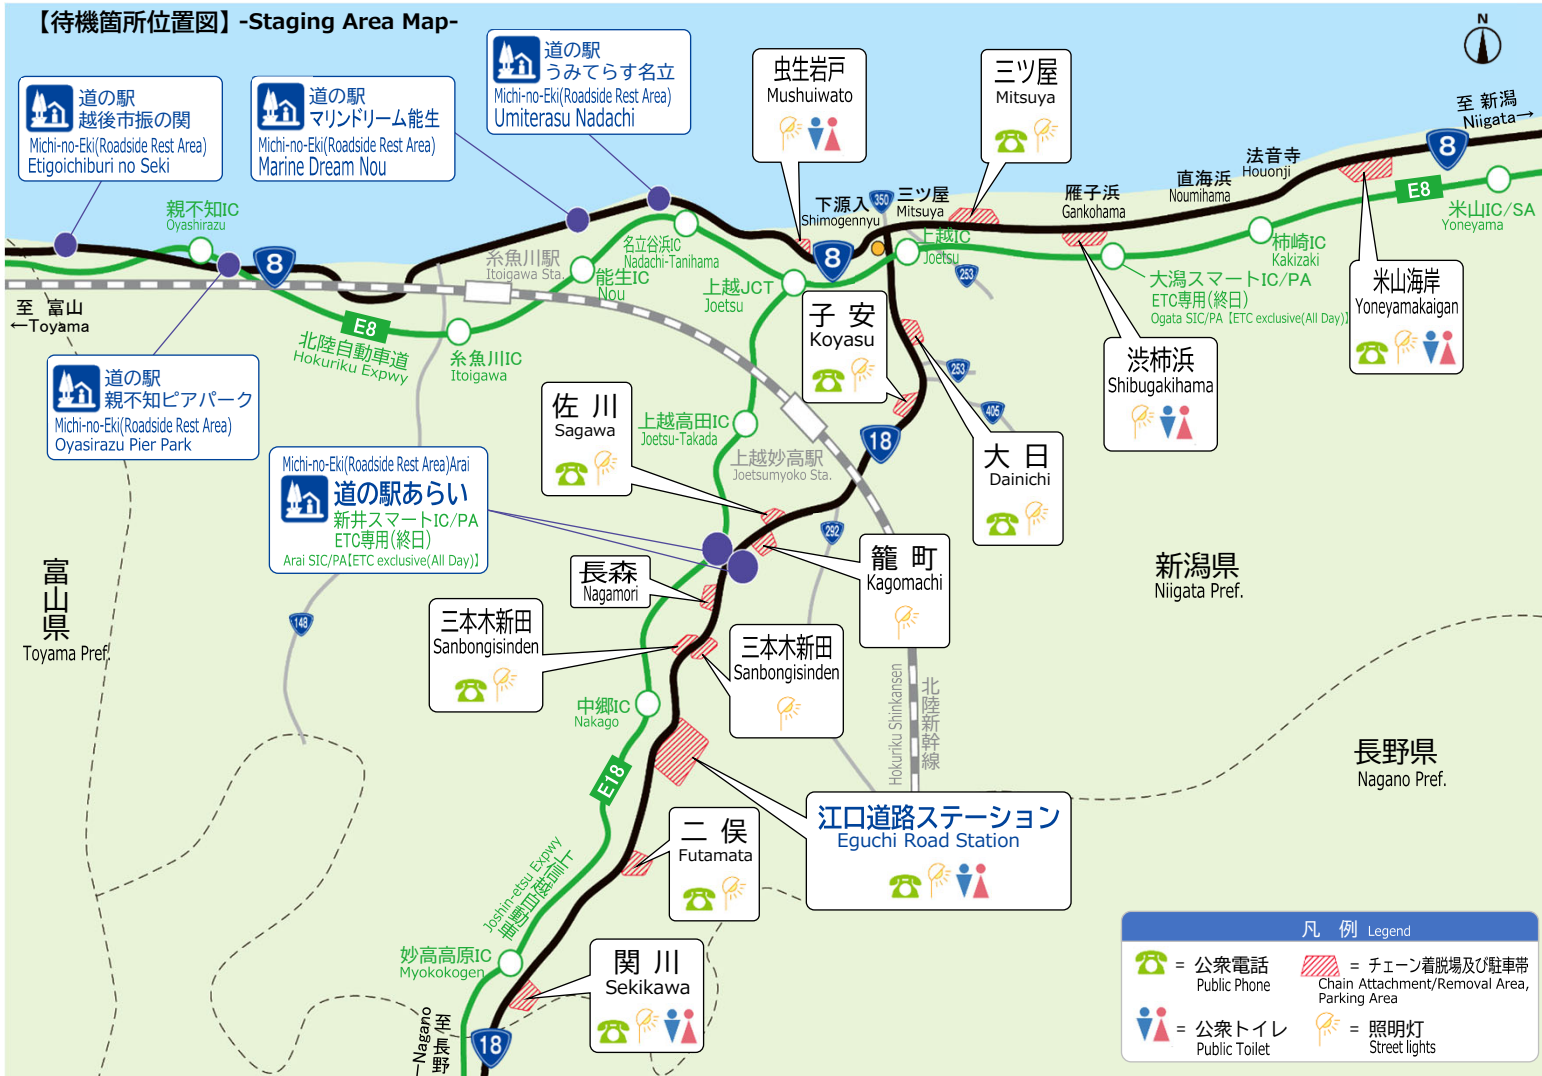 【待機箇所位置図】-Staging Area Map-
N
道の駅
越後市振の関
Michi-no-Eki(Roadside Rest Area)
Etigoichiburi no Seki
道の駅
マリンドリーム能生
Michi-no-Eki(Roadside Rest Area)
Marine Dream Nou
道の駅
うみてらす名立
Michi-no-Eki(Roadside Rest Area)
Umiterasu Nadachi
虫生岩戸
Mushuiwato
三ツ屋
Mitsuya
至 新潟
Niigata→
8
法音寺
Houonji
直海浜
Noumihama
雁子浜
Gankohama
三ツ屋
Mitsuya
下源入
Shimogennyu
350
E8
米山IC/SA
Yoneyama
柿崎IC
Kakizaki
親不知IC
Oyashirazu
8
糸魚川駅
Itoigawa Sta.
名立谷浜IC
Nadachi-Tanihama
能生IC
Nou
8
上越IC
Joetsu
253
上越JCT
Joetsu
大潟スマートIC/PA
ETC専用(終日)
Ogata SIC/PA【ETC exclusive(All Day)】
米山海岸
Yoneyamakaigan
至 富山
←Toyama
E8
北陸自動車道
Hokuriku Expwy
糸魚川IC
Itoigawa
子 安
Koyasu
渋柿浜
Shibugakihama
253
405
道の駅
親不知ピアパーク
Michi-no-Eki(Roadside Rest Area)
Oyasirazu Pier Park
佐 川
Sagawa
上越高田IC
Joetsu-Takada
上越妙高駅
Joetsumyoko Sta.
18
大 日
Dainichi
Michi-no-Eki(Roadside Rest Area)Arai
道の駅あらい
新井スマートIC/PA
ETC専用(終日)
Arai SIC/PA【ETC exclusive(All Day)】
292
籠 町
Kagomachi
長森
Nagamori
富山県
Toyama Pref.
新潟県
Niigata Pref.
148
三本木新田
Sanbongisinden
三本木新田
Sanbongisinden
中郷IC
Nakago
Hokuriku Shinkansen
北陸新幹線
長野県
Nagano Pref.
E18
江口道路ステーション
Eguchi Road Station
二 俣
Futamata
Joshin-etsu Expwy
上信越自動車
妙高高原IC
Myokokogen
関 川
Sekikawa
←Nagano
至 長野
18
凡 例 Legend
= 公衆電話
Public Phone
= チェーン着脱場及び駐車帯
Chain Attachment/Removal Area,
Parking Area
= 公衆トイレ
Public Toilet
= 照明灯
Street lights